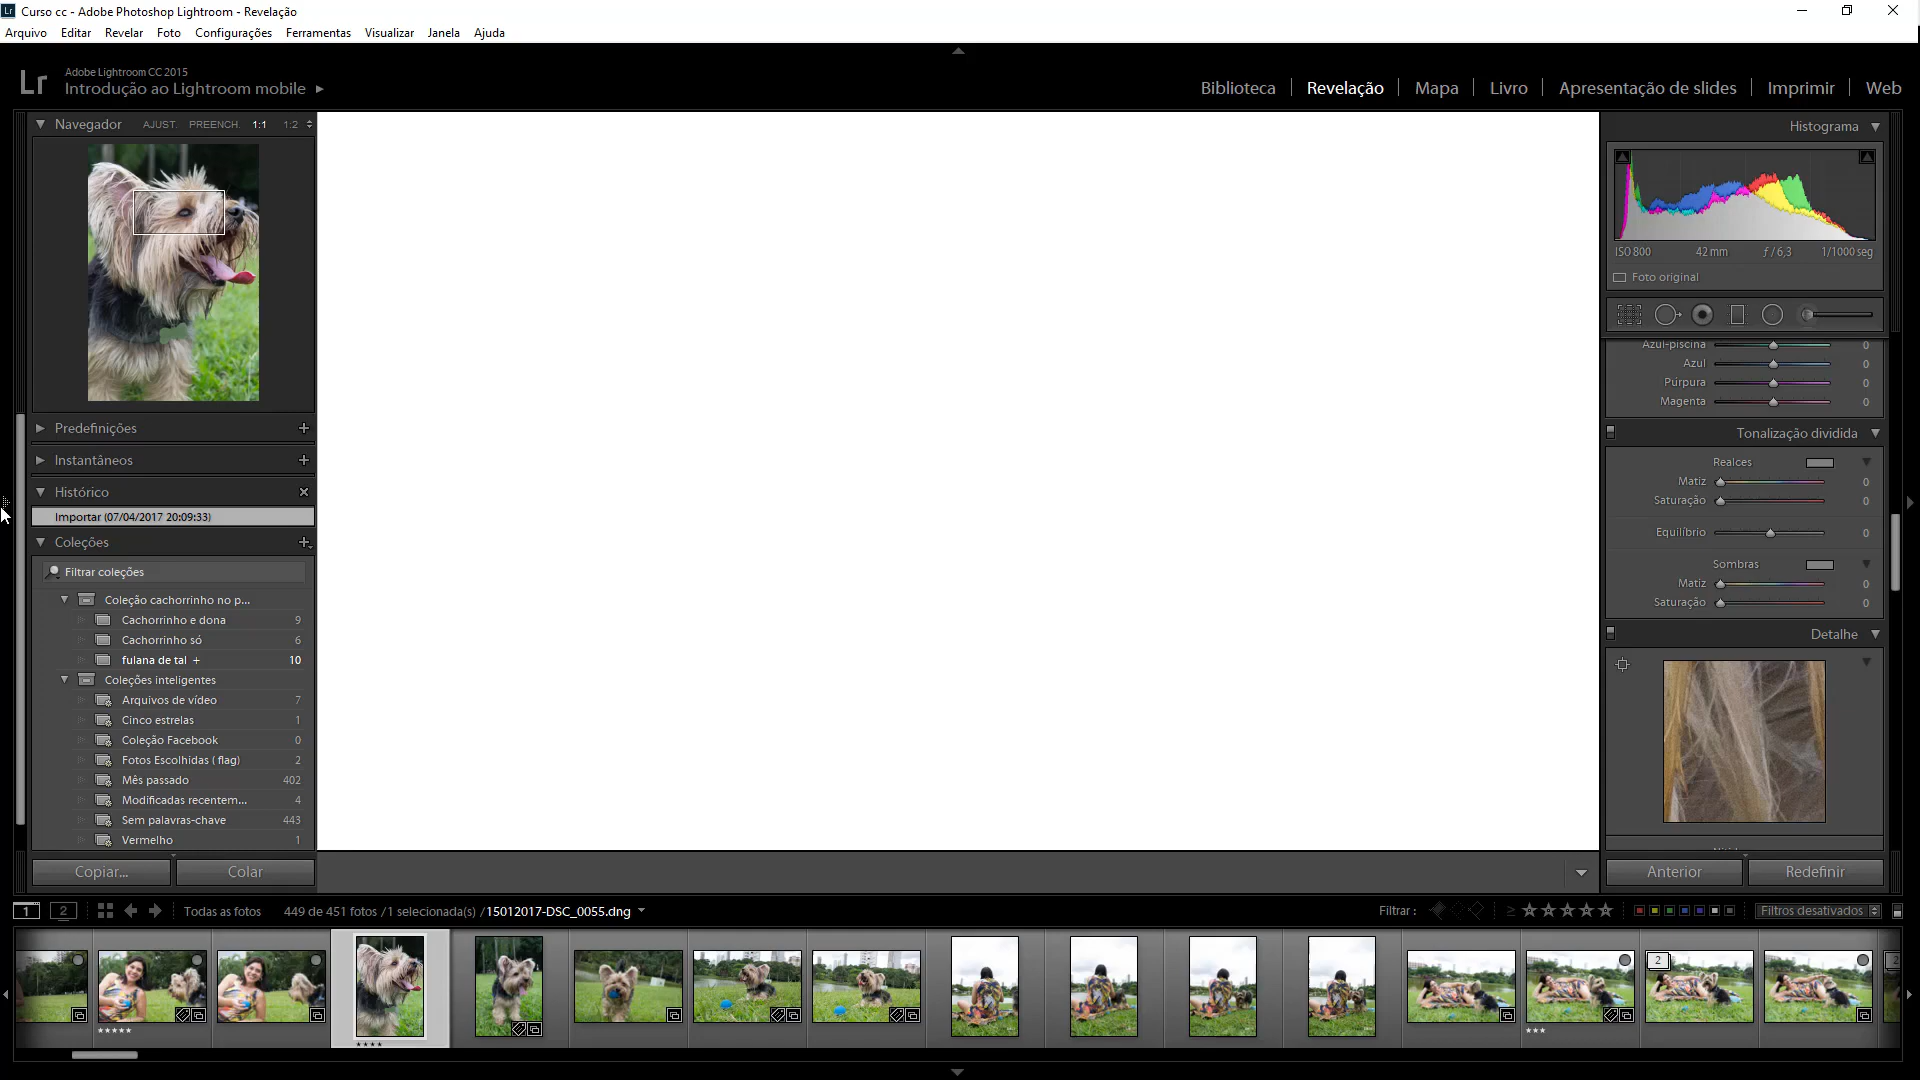 Curso cc - Adobe Photoshop Lightroom - Revelação
Arquivo Editar Revelar Foto Configurações Ferramentas Visualizar Janela Ajuda
Lr
Adobe Lightroom CC 2015
Introdução ao Lightroom mobile
Biblioteca Revelação Mapa Livro Apresentação de slides Imprimir Web
Navegador AJUST. PREENCH. 1:1 1:2
Histograma
ISO 800 42 mm ƒ / 6,3 1/1000 seg
Foto original
Azul-piscina 0
Azul 0
Púrpura 0
Magenta 0
Tonalização dividida
Realces
Matiz 0
Saturação 0
Equilíbrio 0
Sombras
Matiz 0
Saturação 0
Detalhe
Predefinições
Instantâneos
Histórico
Importar (07/04/2017 20:09:33)
Coleções
Filtrar coleções
Coleção cachorrinho no p...
Cachorrinho e dona 9
Cachorrinho só 6
fulana de tal + 10
Coleções inteligentes
Arquivos de vídeo 7
Cinco estrelas 1
Coleção Facebook 0
Fotos Escolhidas ( flag) 2
Mês passado 402
Modificadas recentem... 4
Sem palavras-chave 443
Vermelho 1
Copiar... Colar
Anterior Redefinir
1 2 Todas as fotos 449 de 451 fotos /1 selecionada(s) /15012017-DSC_0055.dng
Filtrar : Filtros desativados
2 2